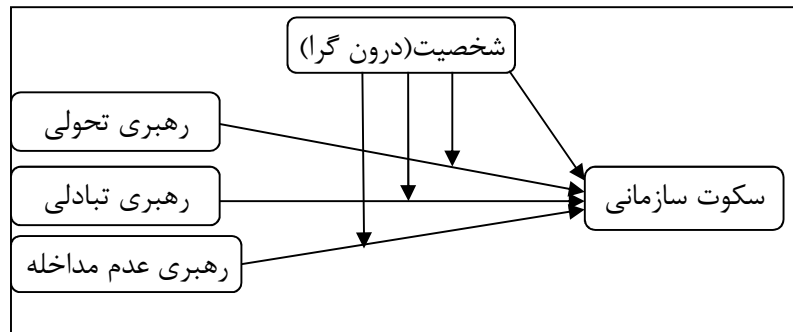 شخصیت(درون گرا)
رهبری تحولی
رهبری تبادلی
سکوت سازمانی
رهبری عدم مداخله